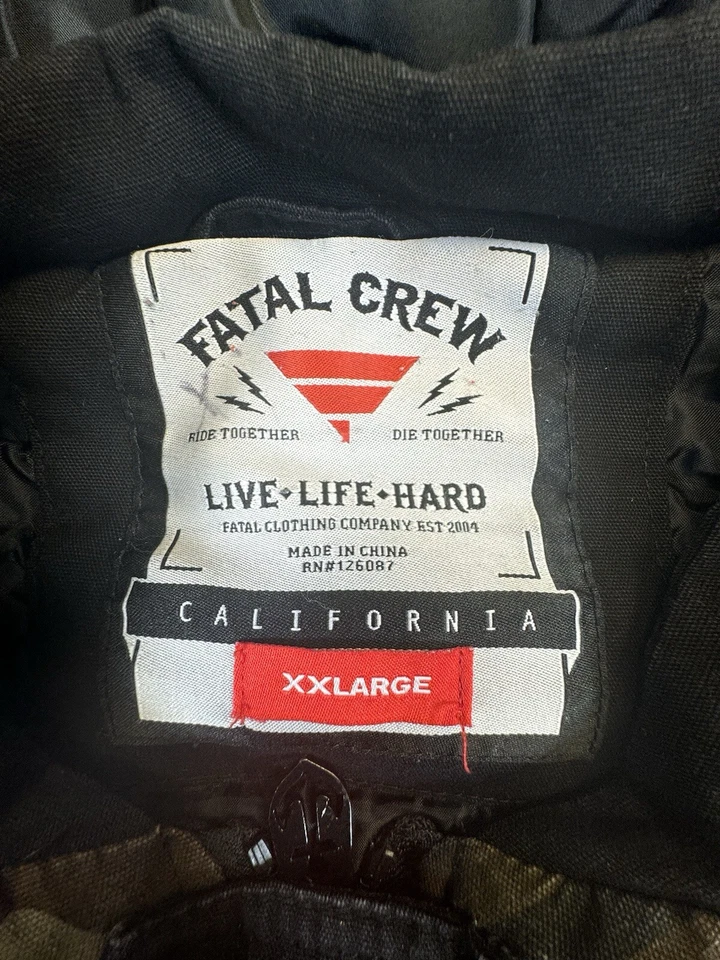 FATAL CREW
RIDE TOGETHER DIE TOGETHER
LIVE•LIFE•HARD
FATAL CLOTHING COMPANY EST 2004
MADE IN CHINA
RN#126087
CALIFORNIA
XXLARGE